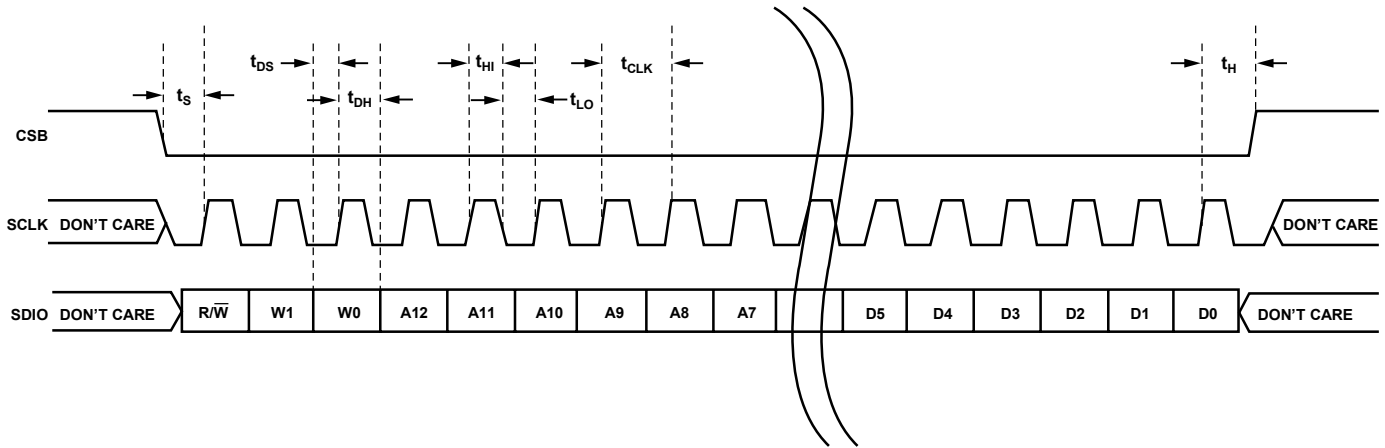 tDS tHI tCLK tH
tS tDH tLO
CSB
SCLK DON'T CARE DON'T CARE
SDIO DON'T CARE R/W̅ W1 W0 A12 A11 A10 A9 A8 A7 D5 D4 D3 D2 D1 D0 DON'T CARE